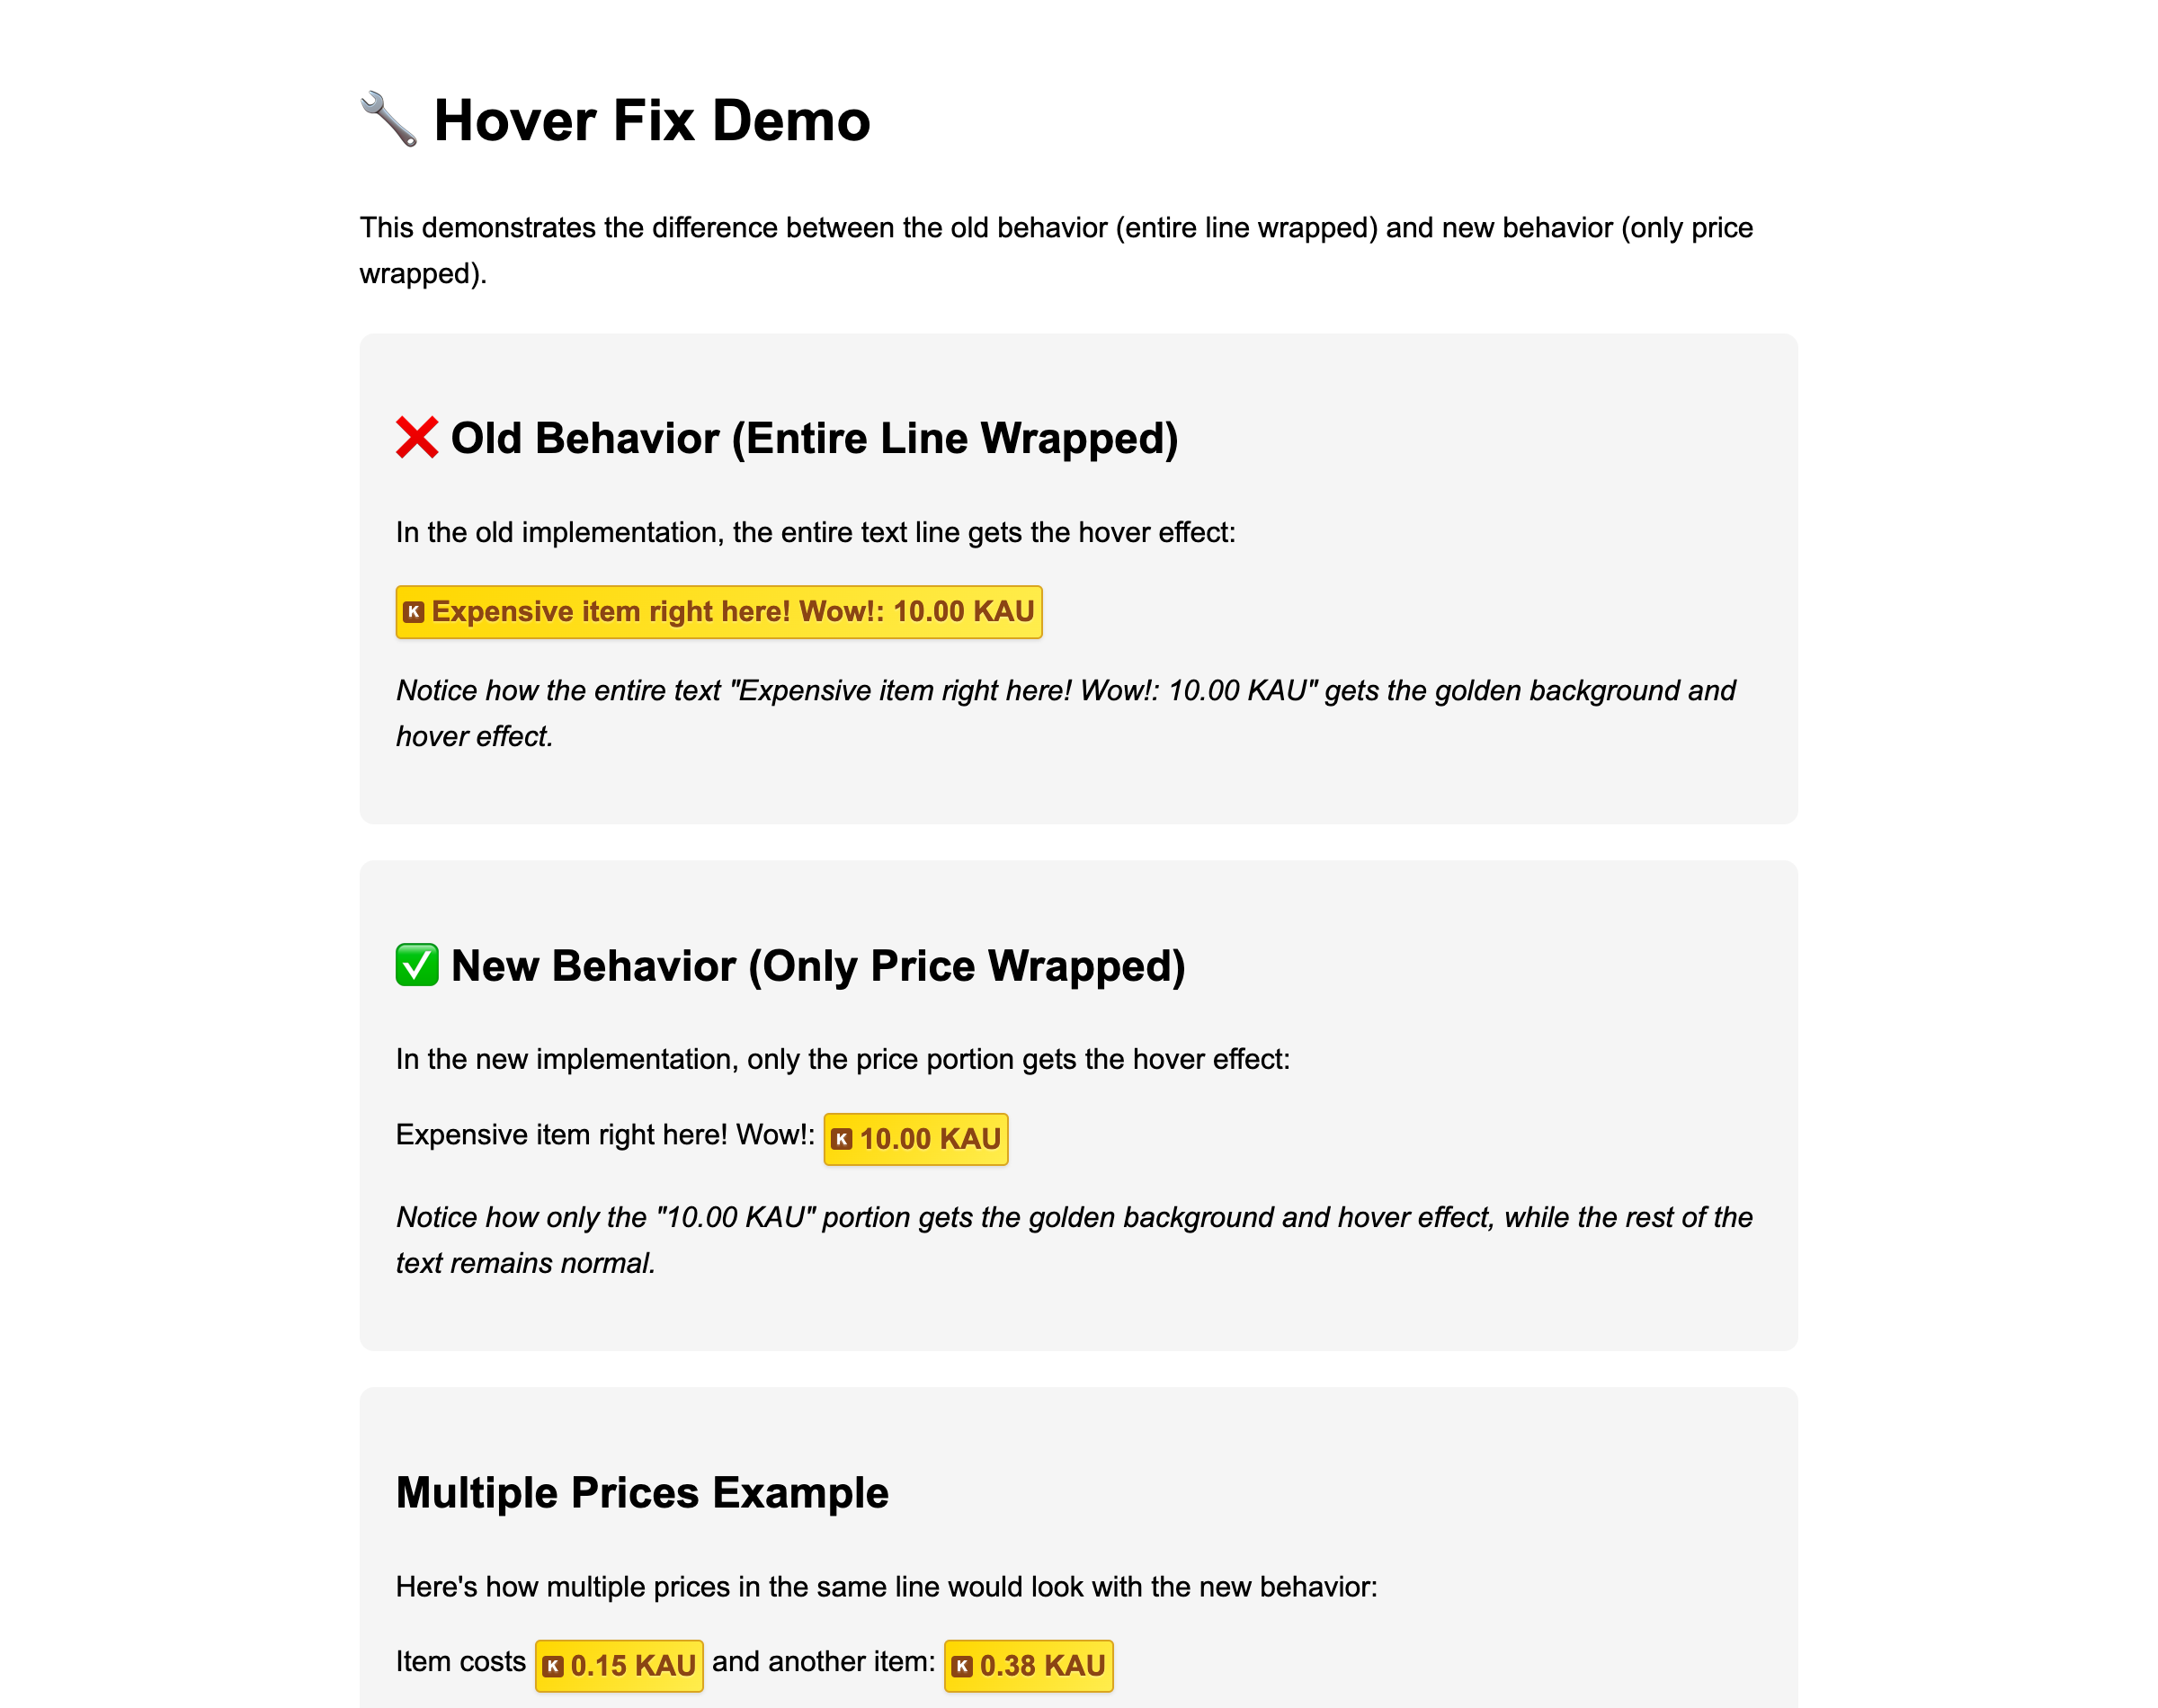 🔧 Hover Fix Demo
This demonstrates the difference between the old behavior (entire line wrapped) and new behavior (only price
wrapped).
❌ Old Behavior (Entire Line Wrapped)
In the old implementation, the entire text line gets the hover effect:
K Expensive item right here! Wow!: 10.00 KAU
Notice how the entire text "Expensive item right here! Wow!: 10.00 KAU" gets the golden background and
hover effect.
✅ New Behavior (Only Price Wrapped)
In the new implementation, only the price portion gets the hover effect:
Expensive item right here! Wow!: K 10.00 KAU
Notice how only the "10.00 KAU" portion gets the golden background and hover effect, while the rest of the
text remains normal.
Multiple Prices Example
Here's how multiple prices in the same line would look with the new behavior:
Item costs K 0.15 KAU and another item: K 0.38 KAU